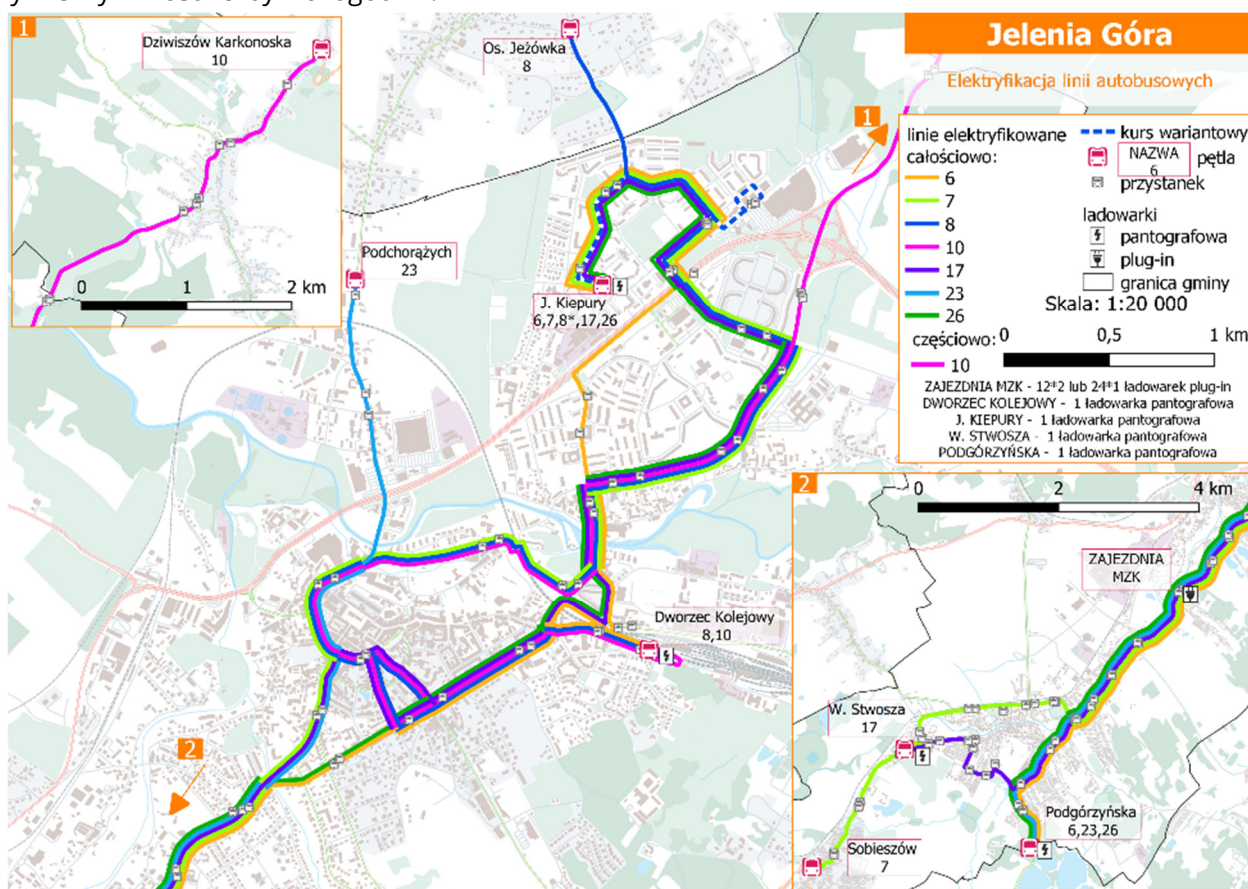 1
Dziwiszów Karkonoska
10
0 1 2 km
Os. Jeżówka
8
Podchorążych
23
J. Kiepury
6,7,8*,17,26
Dworzec Kolejowy
8,10
1
2
Jelenia Góra
Elektryfikacja linii autobusowych
linie elektryfikowane
całościowo:
6
7
8
10
17
23
26
częściowo:
10
kurs wariantowy
NAZWA
6
pętla
przystanek
ładowarki
pantografowa
plug-in
granica gminy
Skala: 1:20 000
0 0,5 1 km
ZAJEZDNIA MZK - 12*2 lub 24*1 ładowarek plug-in
DWORZEC KOLEJOWY - 1 ładowarka pantografowa
J. KIEPURY - 1 ładowarka pantografowa
W. STWOSZA - 1 ładowarka pantografowa
PODGÓRZYŃSKA - 1 ładowarka pantografowa
2
0 2 4 km
ZAJEZDNIA
MZK
W. Stwosza
17
Podgórzyńska
6,23,26
Sobieszów
7